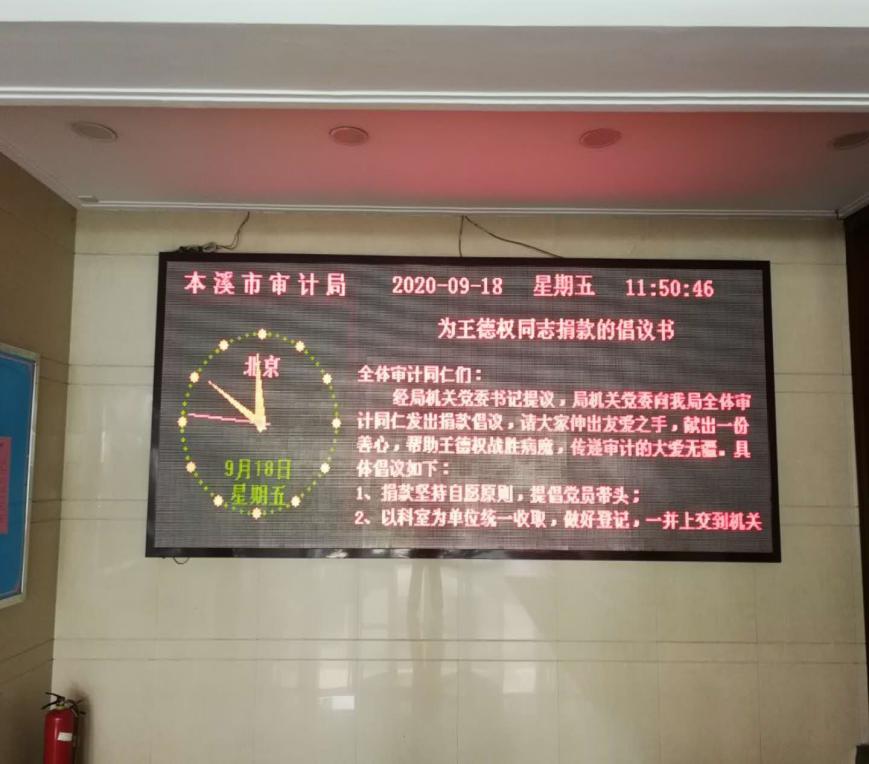 本溪市审计局 2020-09-18 星期五 11:50:46
为王德权同志捐款的倡议书
北京
9月18日
星期五
全体审计同仁们：
经局机关党委书记提议，局机关党委向我局全体审
计同仁发出捐款倡议，请大家伸出友爱之手，献出一份
善心，帮助王德权战胜病魔，传递审计的大爱无疆。具
体倡议如下：
1、捐款坚持自愿原则，提倡党员带头；
2、以科室为单位统一收取，做好登记，一并上交到机关